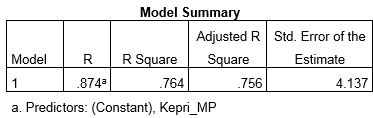 Model Summary
Model R R Square Adjusted R Square Std. Error of the Estimate
1 .874a .764 .756 4.137
a. Predictors: (Constant), Kepri_MP